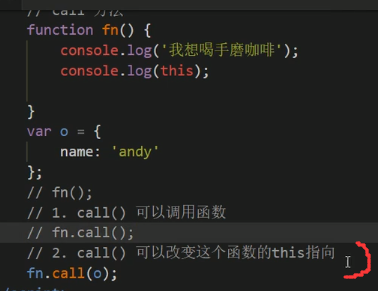 // call 方法
function fn() {
console.log('我想喝手磨咖啡');
console.log(this);
}
var o = {
name: 'andy'
};
// fn();
// 1. call() 可以调用函数
// fn.call();
// 2. call() 可以改变这个函数的this指向
fn.call(o);